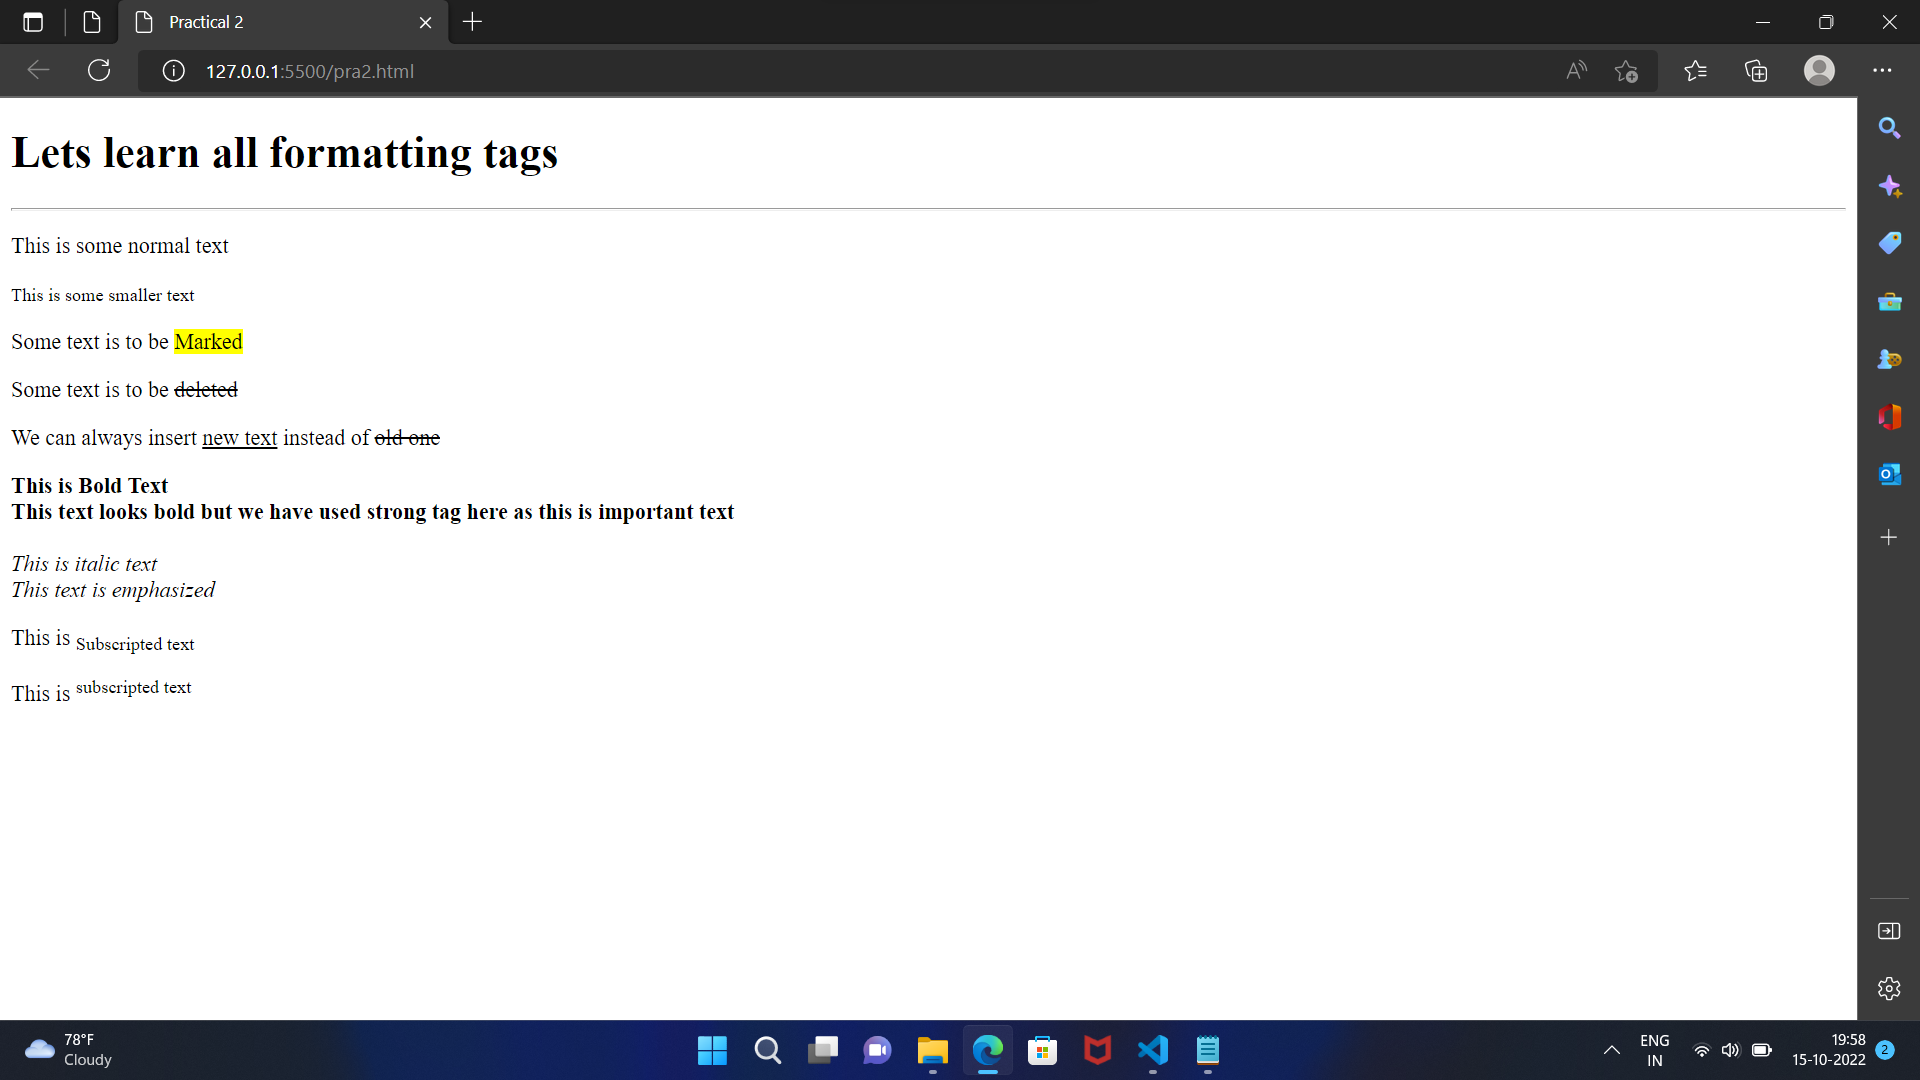 Practical 2
127.0.0.1:5500/pra2.html
Lets learn all formatting tags
This is some normal text
This is some smaller text
Some text is to be Marked
Some text is to be deleted
We can always insert new text instead of old one
This is Bold Text
This text looks bold but we have used strong tag here as this is important text
This is italic text
This text is emphasized
This is Subscripted text
This is subscripted text
78°F
Cloudy
ENG
IN
19:58
15-10-2022
2